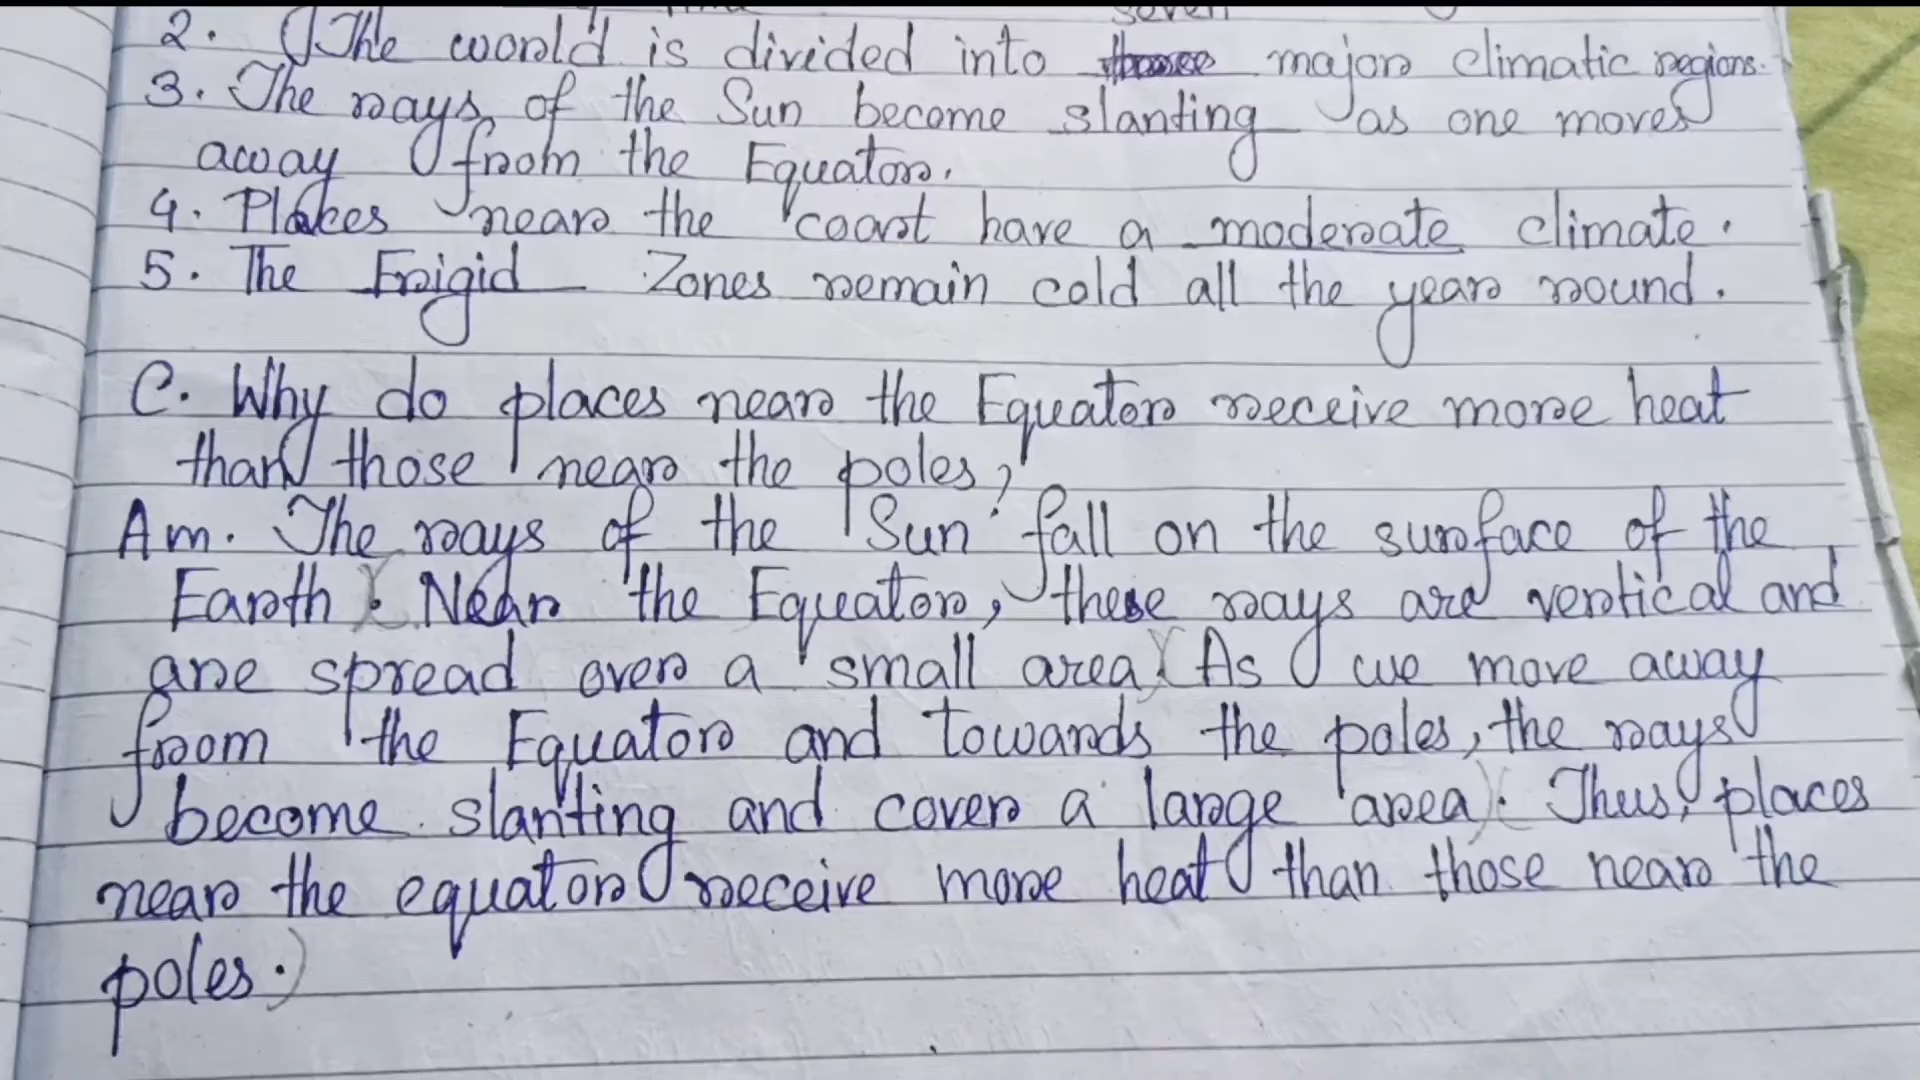 seven
2. The world is divided into major climatic regions.
3. The rays of the Sun become slanting as one moves
away from the Equator.
4. Places near the coast have a moderate climate.
5. The Frigid Zones remain cold all the year round.
C. Why do places near the Equator receive more heat
than those near the poles?
Am. The rays of the Sun fall on the surface of the
Earth. Near the Equator, these rays are vertical and
are spread over a small area. As we move away
from the Equator and towards the poles, the rays
become slanting and cover a large area. Thus, places
near the equator receive more heat than those near the
poles.